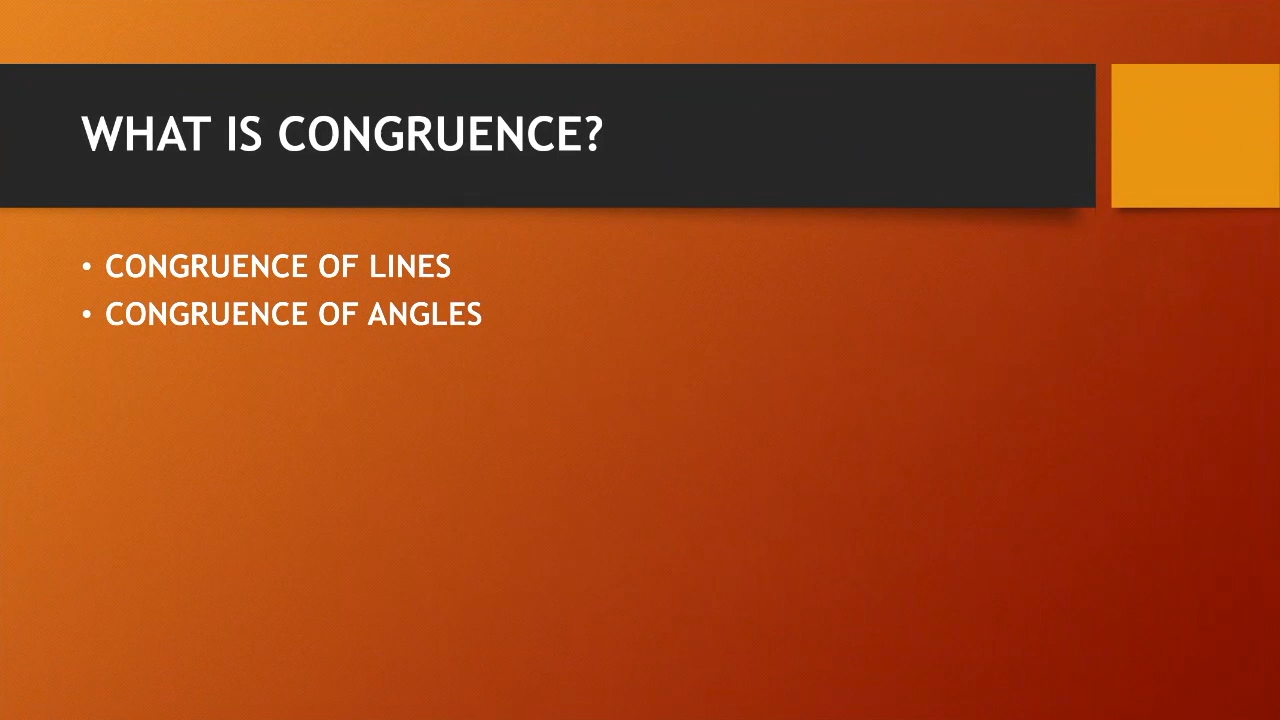 WHAT IS CONGRUENCE?
• CONGRUENCE OF LINES
• CONGRUENCE OF ANGLES